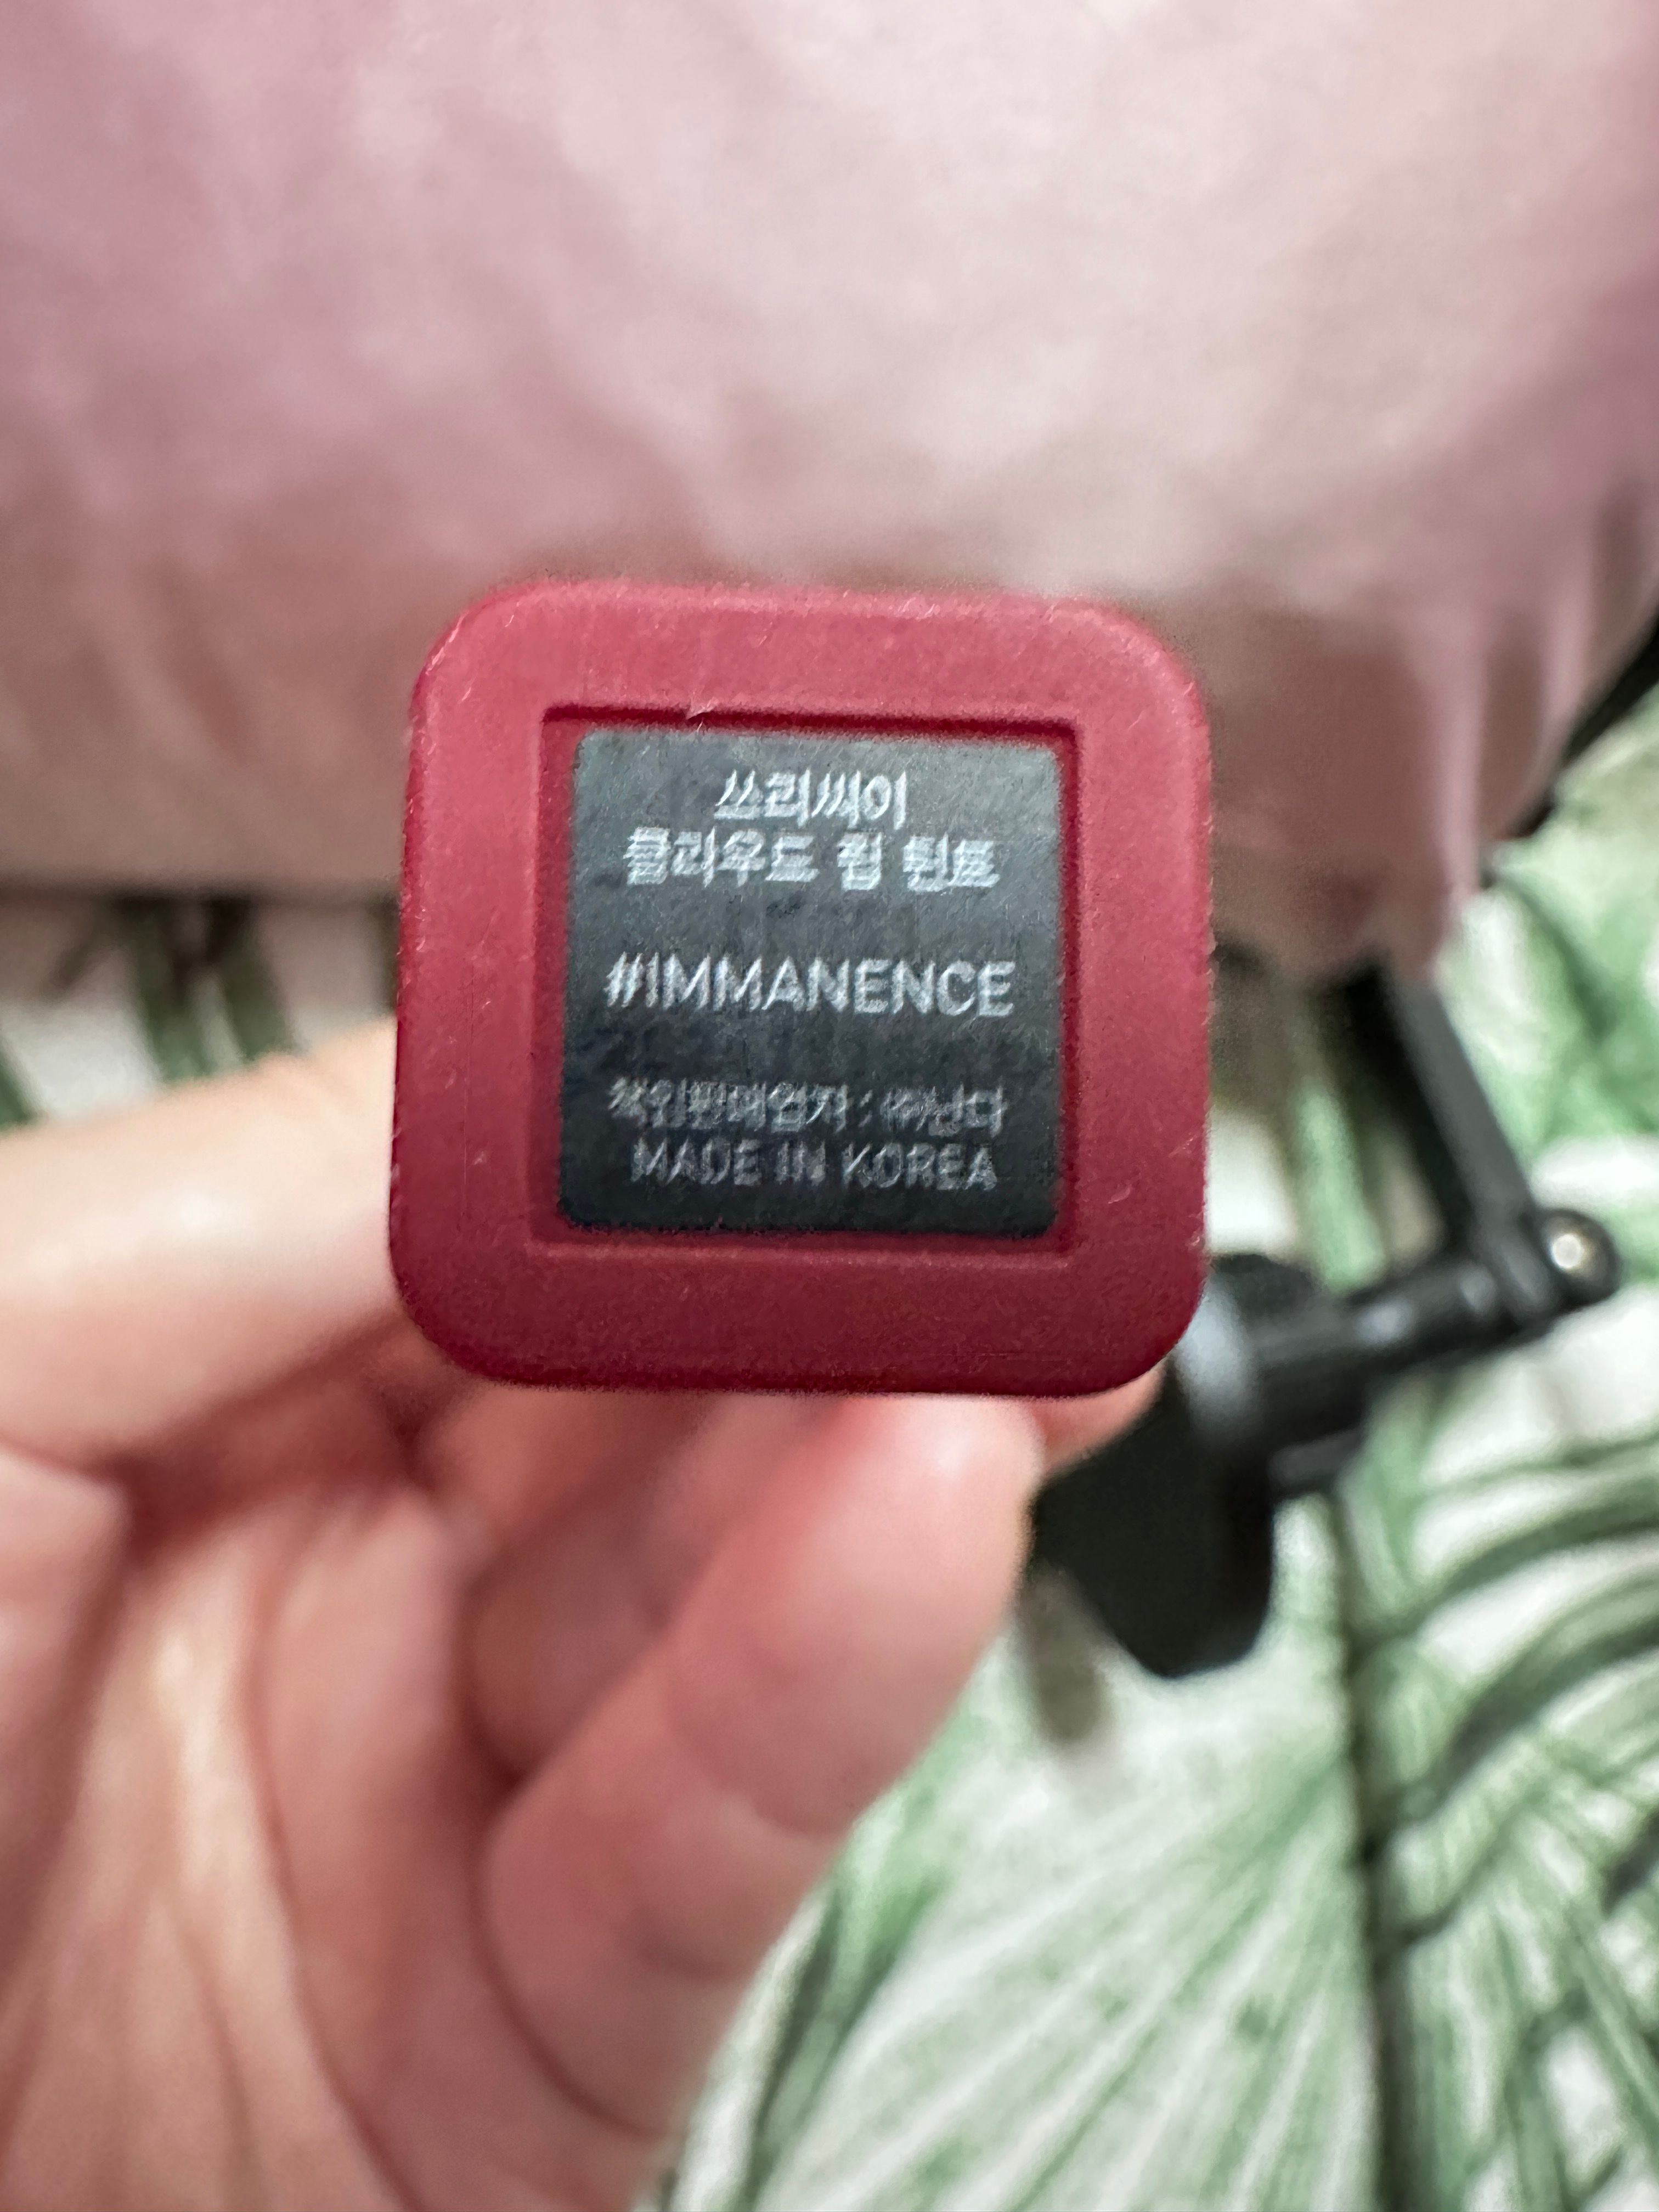 쓰리씨이
클라우드 립 틴트
#IMMANENCE
책임판매업자 : ㈜난다
MADE IN KOREA